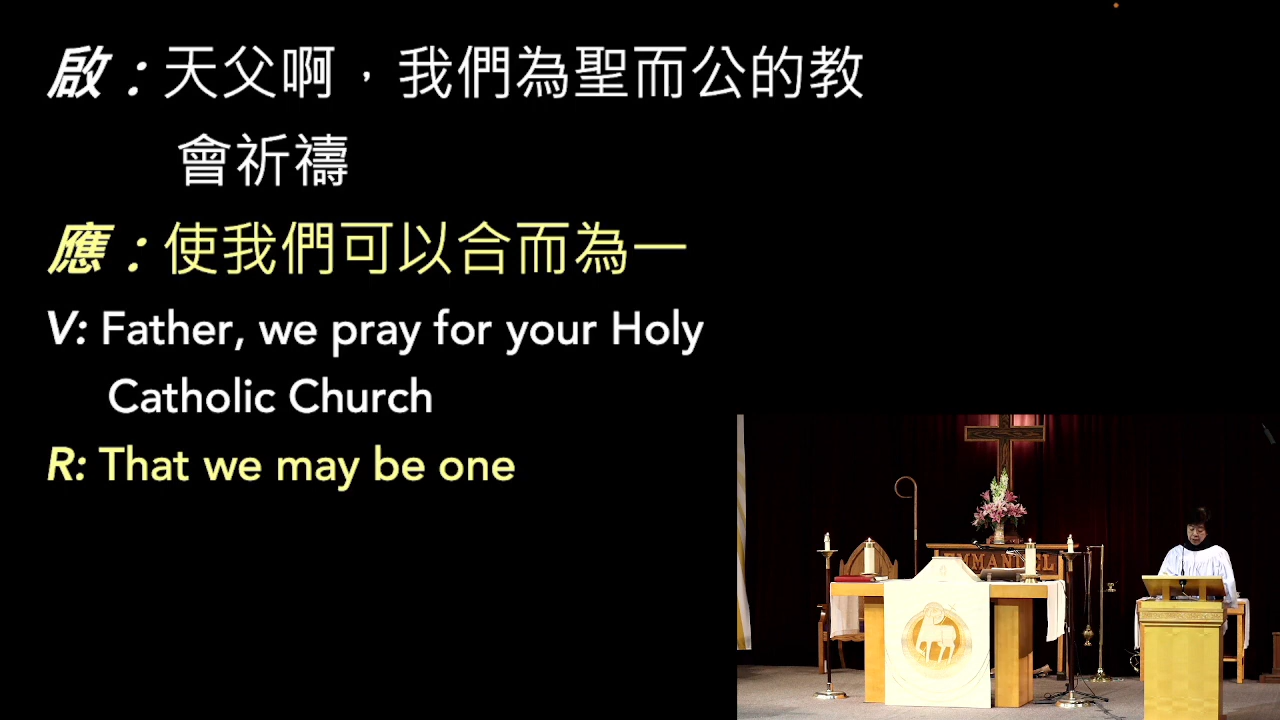 啟：天父啊，我們為聖而公的教
會祈禱
應：使我們可以合而為一
V: Father, we pray for your Holy
Catholic Church
R: That we may be one
EMMANUEL